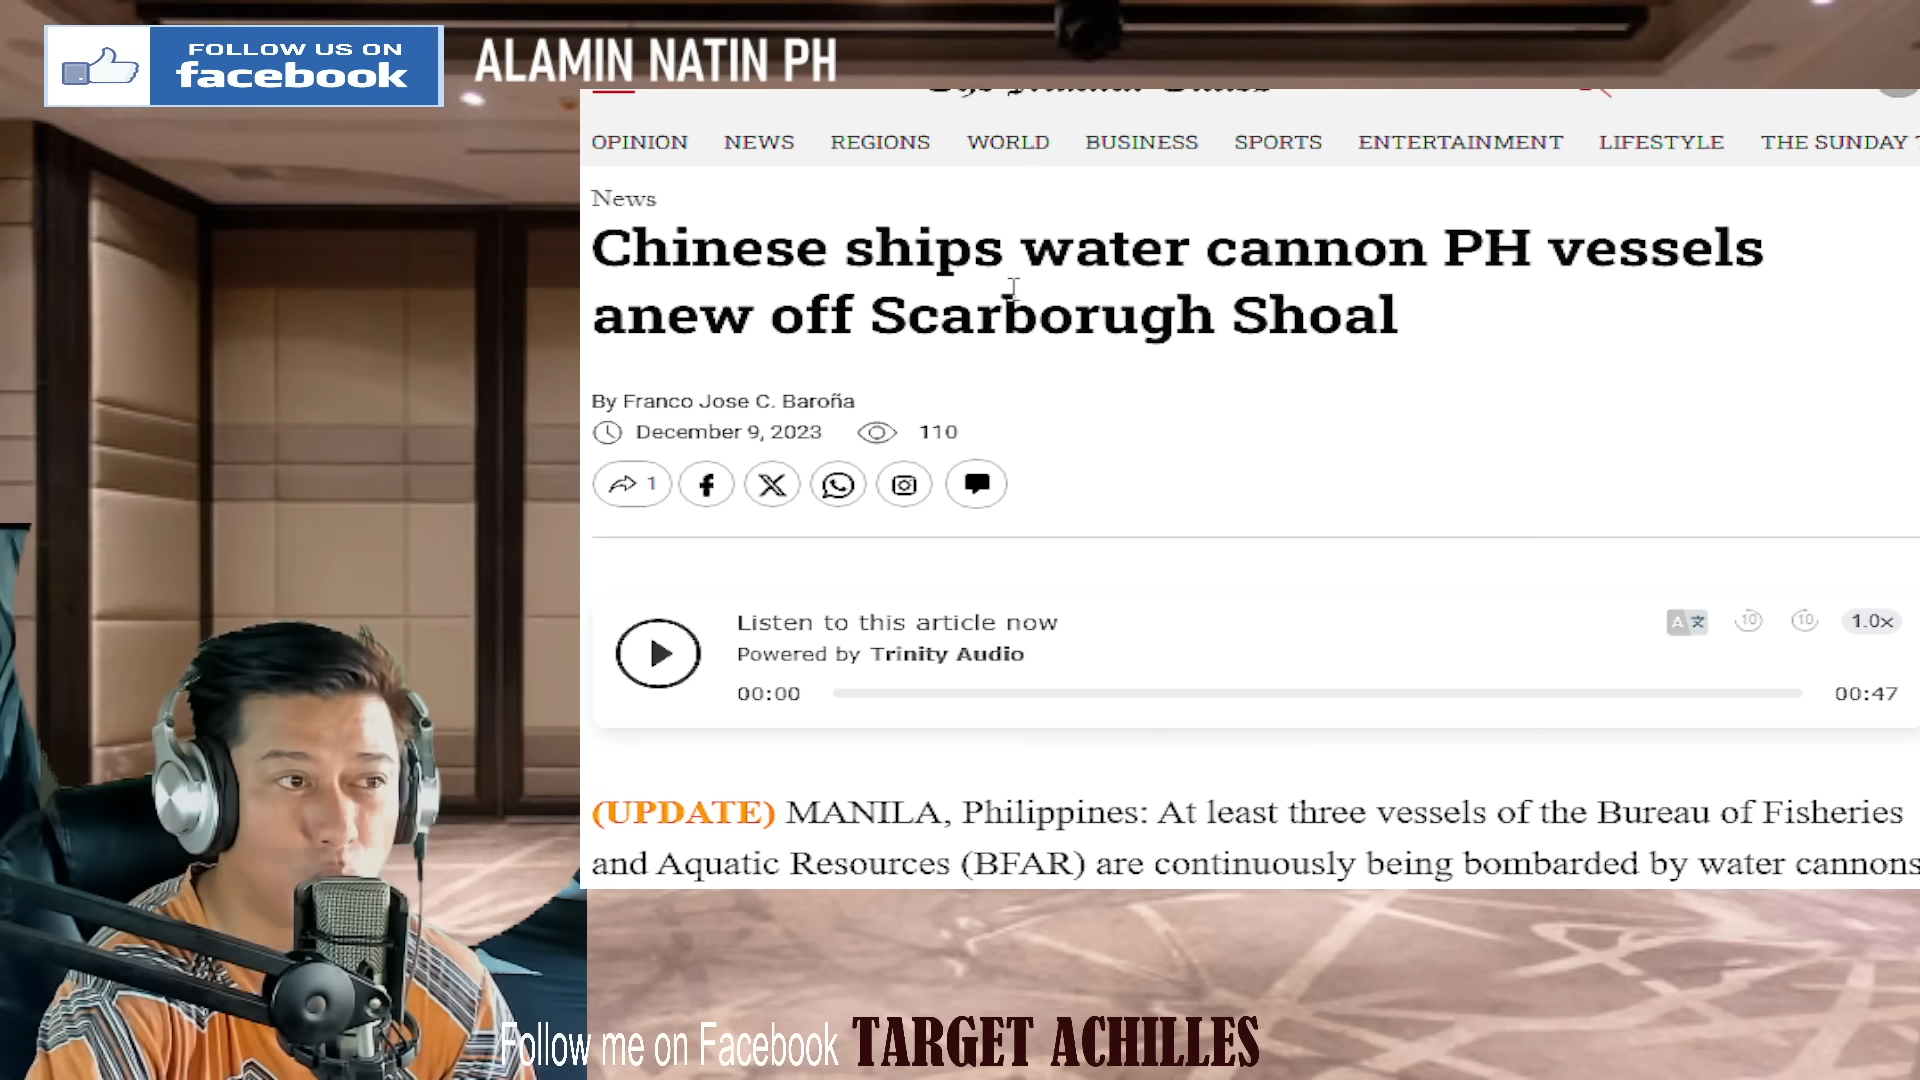 FOLLOW US ON
facebook
ALAMIN NATIN PH
OPINION NEWS REGIONS WORLD BUSINESS SPORTS ENTERTAINMENT LIFESTYLE THE SUNDAY
News
Chinese ships water cannon PH vessels
anew off Scarborugh Shoal
By Franco Jose C. Baroña
December 9, 2023 110
1
Listen to this article now
Powered by Trinity Audio
00:00 00:47
10 10 1.0x
(UPDATE) MANILA, Philippines: At least three vessels of the Bureau of Fisheries
and Aquatic Resources (BFAR) are continuously being bombarded by water cannons
Follow me on Facebook TARGET ACHILLES